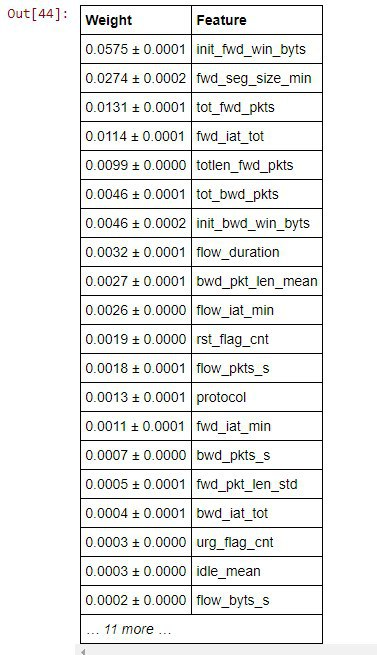 Out[44]:
Weight Feature
0.0575 ± 0.0001 init_fwd_win_byts
0.0274 ± 0.0002 fwd_seg_size_min
0.0131 ± 0.0001 tot_fwd_pkts
0.0114 ± 0.0001 fwd_iat_tot
0.0099 ± 0.0000 totlen_fwd_pkts
0.0046 ± 0.0001 tot_bwd_pkts
0.0046 ± 0.0002 init_bwd_win_byts
0.0032 ± 0.0001 flow_duration
0.0027 ± 0.0001 bwd_pkt_len_mean
0.0026 ± 0.0000 flow_iat_min
0.0019 ± 0.0000 rst_flag_cnt
0.0018 ± 0.0001 flow_pkts_s
0.0013 ± 0.0001 protocol
0.0011 ± 0.0001 fwd_iat_min
0.0007 ± 0.0000 bwd_pkts_s
0.0005 ± 0.0001 fwd_pkt_len_std
0.0004 ± 0.0001 bwd_iat_tot
0.0003 ± 0.0000 urg_flag_cnt
0.0003 ± 0.0000 idle_mean
0.0002 ± 0.0000 flow_byts_s
… 11 more …